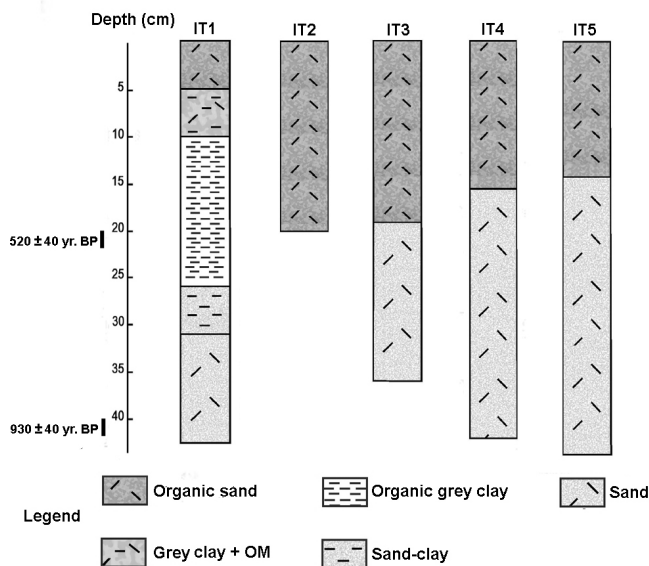 Depth (cm)
IT1 IT2 IT3 IT4 IT5
5
10
15
20
520 ± 40 yr. BP
25
30
35
40
930 ± 40 yr. BP
Organic sand Organic grey clay Sand
Legend
Grey clay + OM Sand-clay